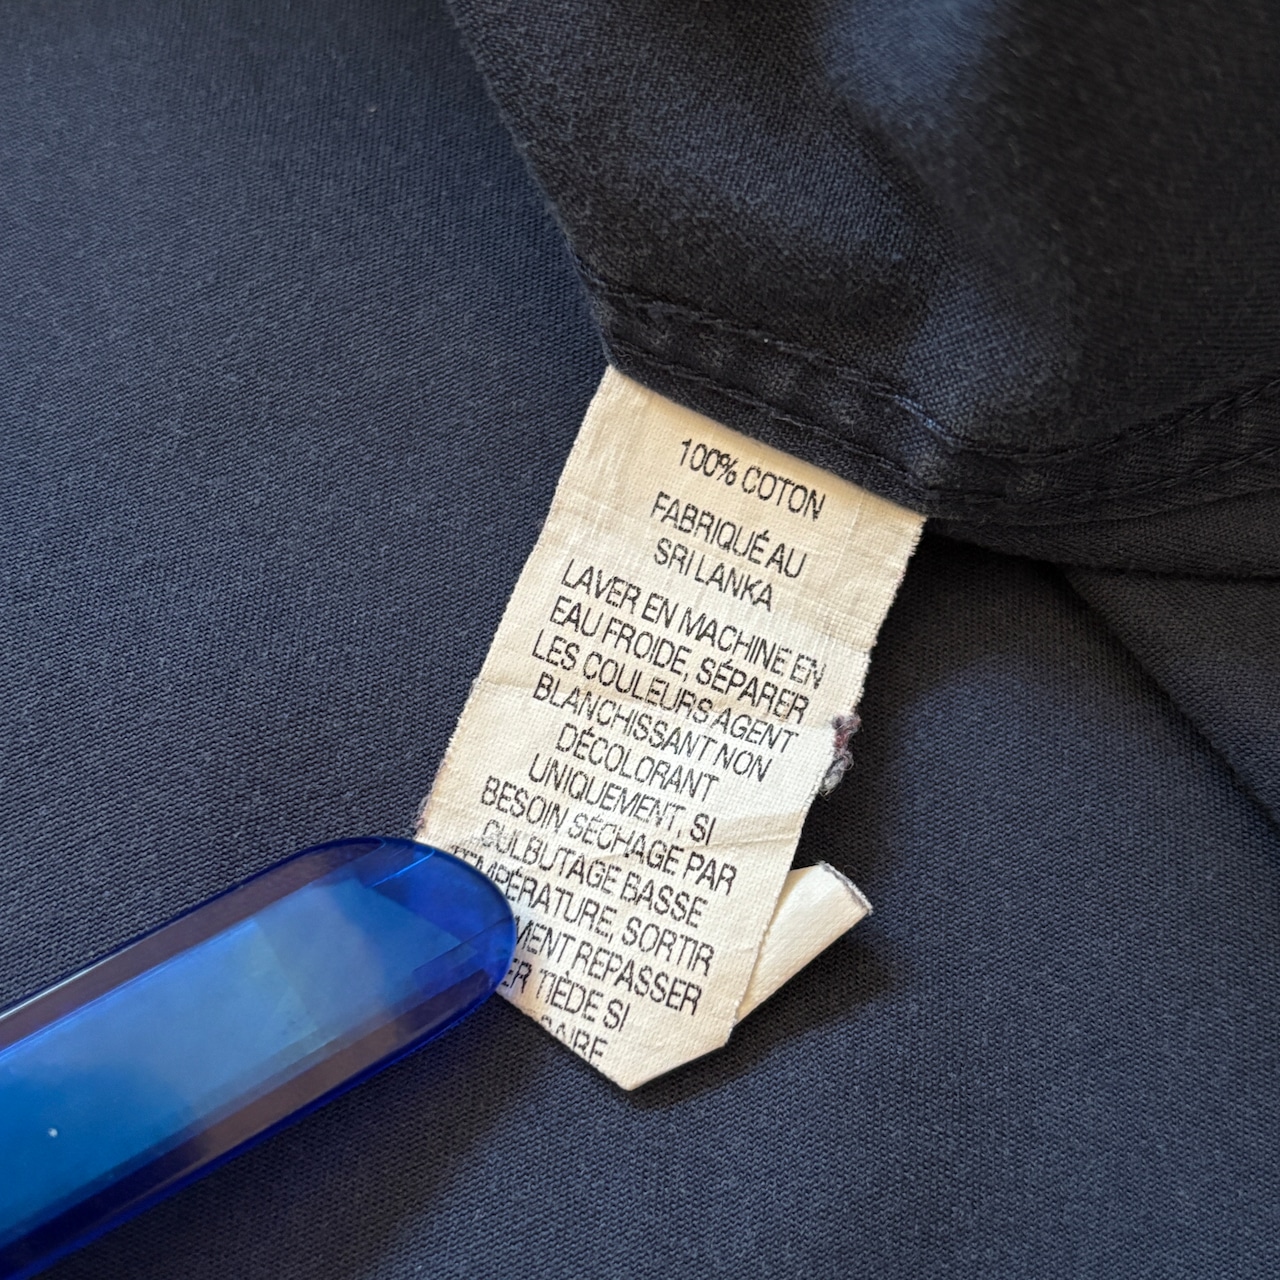 100% COTON
FABRIQUÉ AU
SRI LANKA
LAVER EN MACHINE EN
EAU FROIDE, SÉPARER
LES COULEURS AGENT
BLANCHISSANT NON
DÉCOLORANT
UNIQUEMENT, SI
BESOIN SÉCHAGE PAR
CULBUTAGE BASSE
TEMPÉRATURE, SORTIR
REPASSER
TIÈDE SI